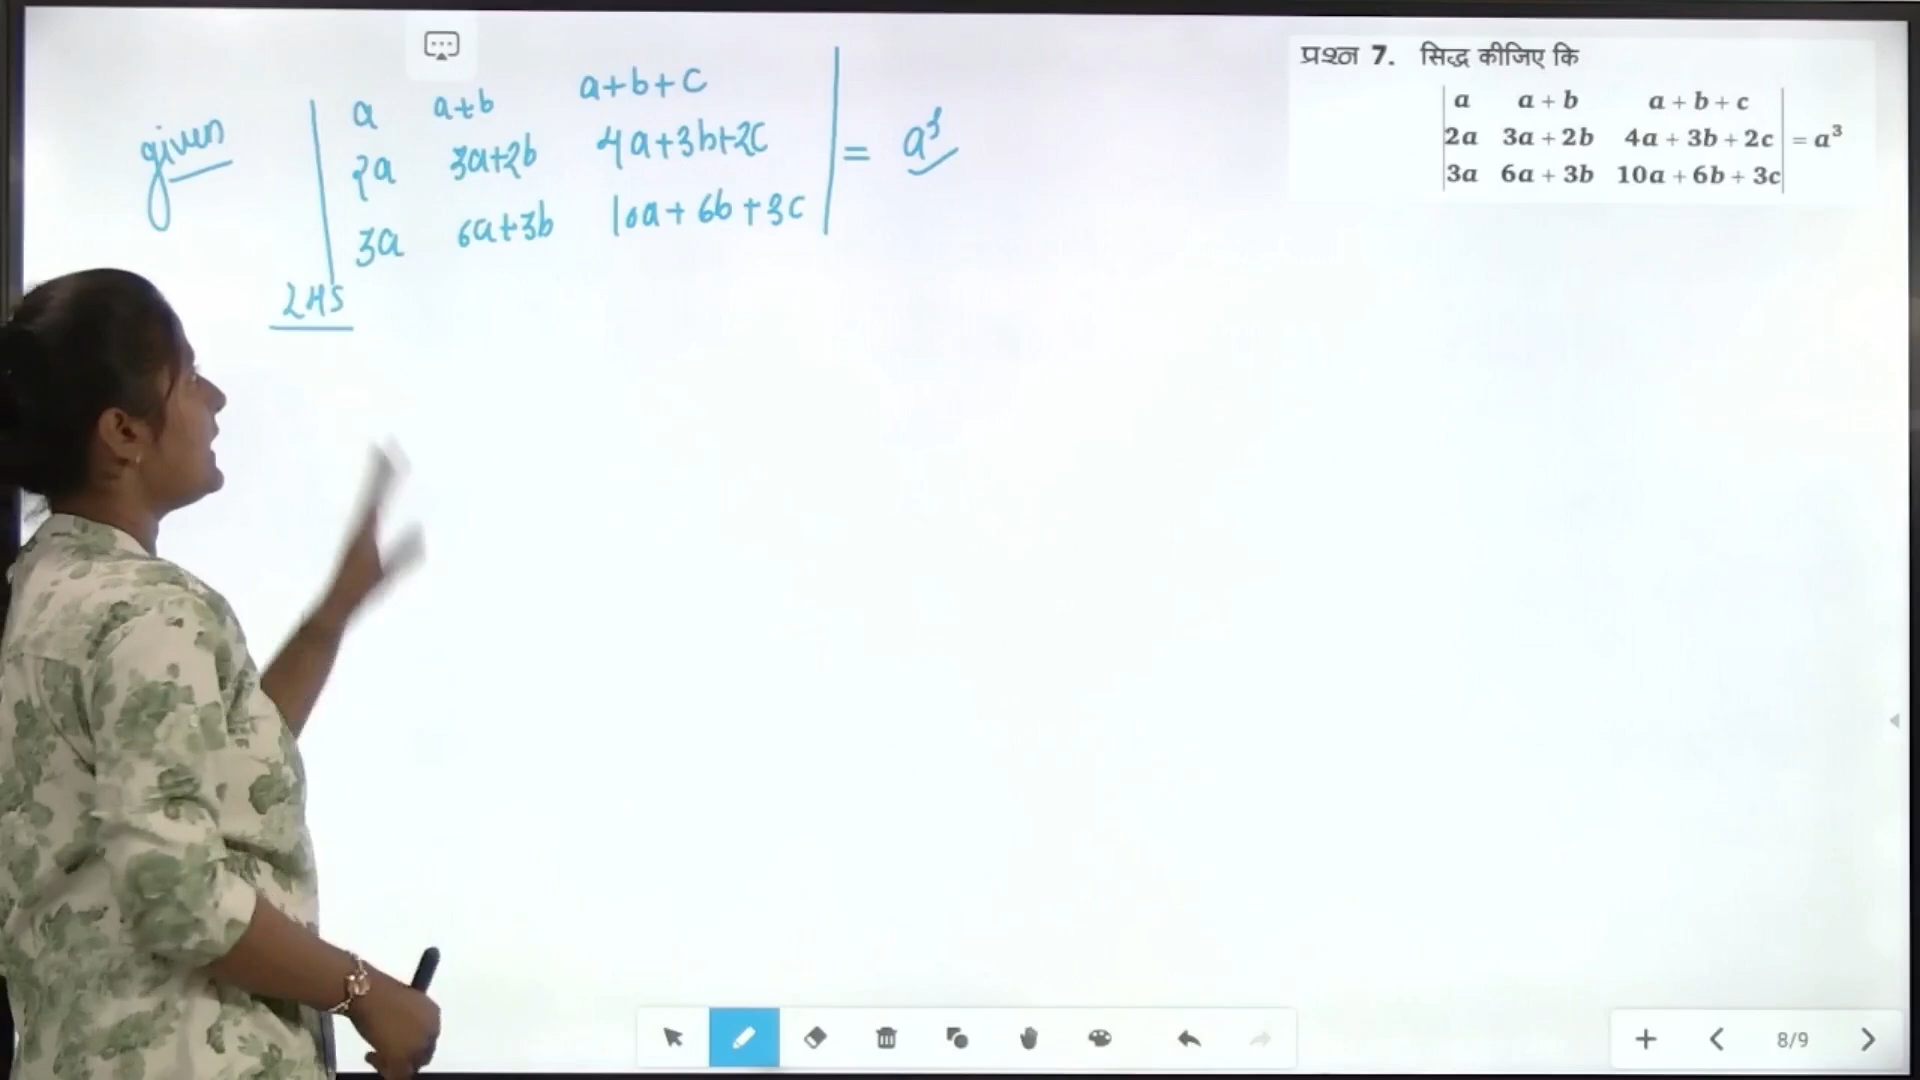 given
a a+b a+b+c
2a 3a+2b 4a+3b+2c = a³
3a 6a+3b 10a+6b+3c
LHS
प्रश्न 7. सिद्ध कीजिए कि
a a + b a + b + c
2a 3a + 2b 4a + 3b + 2c = a³
3a 6a + 3b 10a + 6b + 3c
8/9